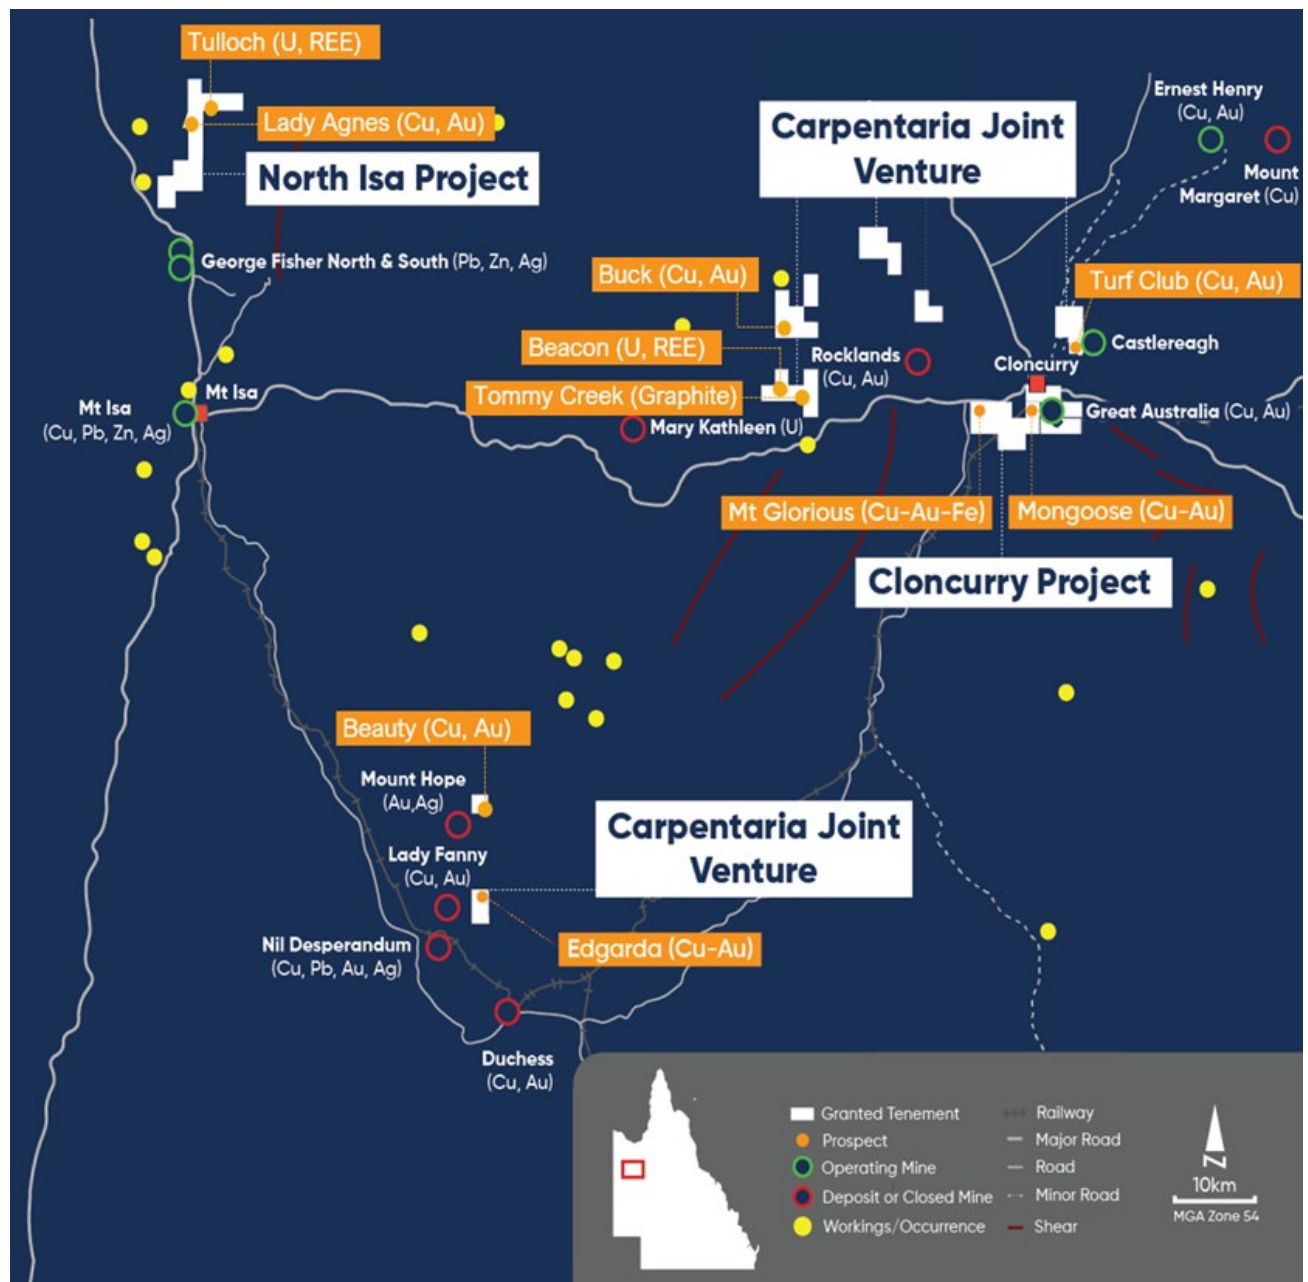 Tulloch (U, REE)
Lady Agnes (Cu, Au)
North Isa Project
George Fisher North & South (Pb, Zn, Ag)
Carpentaria Joint
Venture
Ernest Henry
(Cu, Au)
Mount
Margaret (Cu)
Buck (Cu, Au)
Turf Club (Cu, Au)
Beacon (U, REE)
Rocklands
(Cu, Au)
Castlereagh
Cloncurry
Tommy Creek (Graphite)
Mt Isa
Mt Isa
(Cu, Pb, Zn, Ag)
Mary Kathleen (U)
Great Australia (Cu, Au)
Mt Glorious (Cu-Au-Fe)
Mongoose (Cu-Au)
Cloncurry Project
Beauty (Cu, Au)
Mount Hope
(Au,Ag)
Carpentaria Joint
Venture
Lady Fanny
(Cu, Au)
Nil Desperandum
(Cu, Pb, Au, Ag)
Edgarda (Cu-Au)
Duchess
(Cu, Au)
Granted Tenement
Prospect
Operating Mine
Deposit or Closed Mine
Workings/Occurrence
Railway
Major Road
Road
Minor Road
Shear
N
10km
MGA Zone 54